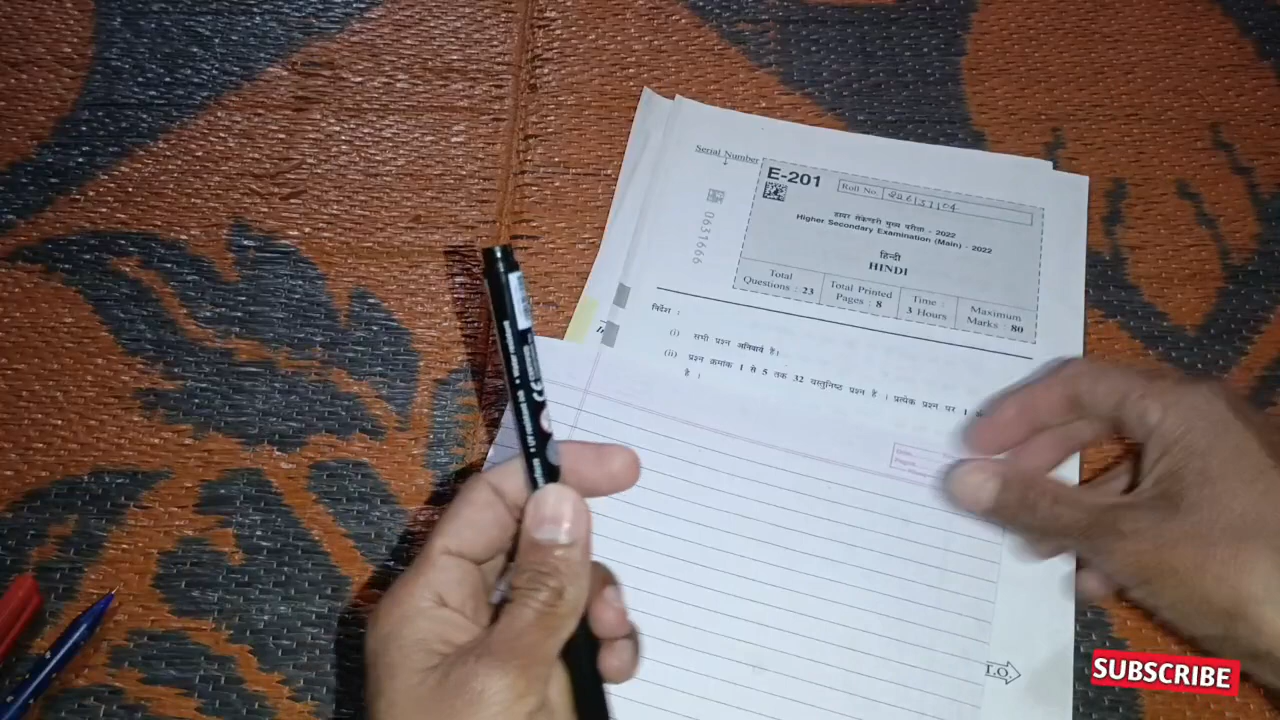 Serial Number
E-201
Roll No.
0631666
हायर सेकेण्डरी मुख्य परीक्षा - 2022
Higher Secondary Examination (Main) - 2022
हिन्दी
HINDI
Total Questions : 23
Total Printed Pages : 8
Time : 3 Hours
Maximum Marks : 80
निर्देश :
(i) सभी प्रश्न अनिवार्य हैं।
(ii) प्रश्न क्रमांक 1 से 5 तक 32 वस्तुनिष्ठ प्रश्न हैं । प्रत्येक प्रश्न पर 1
है ।
SUBSCRIBE